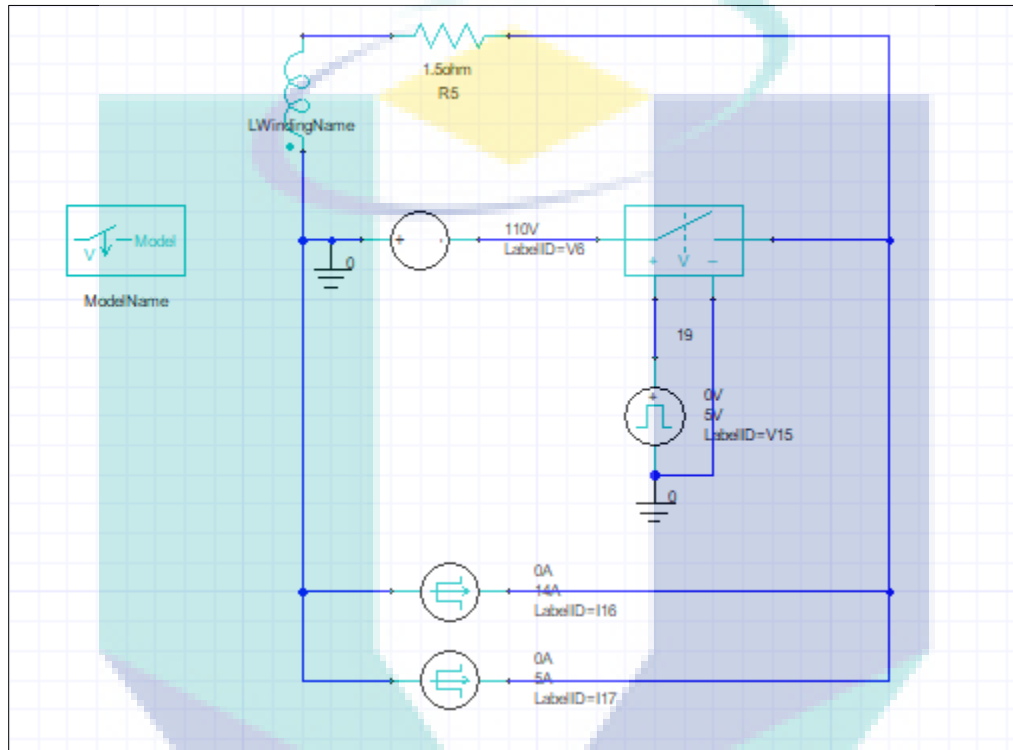 1.5ohm
R5
LWindingName
110V
LabelID=V6
+
-
0
Model
V
+ V -
ModelName
19
+
0V
5V
LabelID=V15
0
0A
14A
LabelID=I16
0A
5A
LabelID=I17